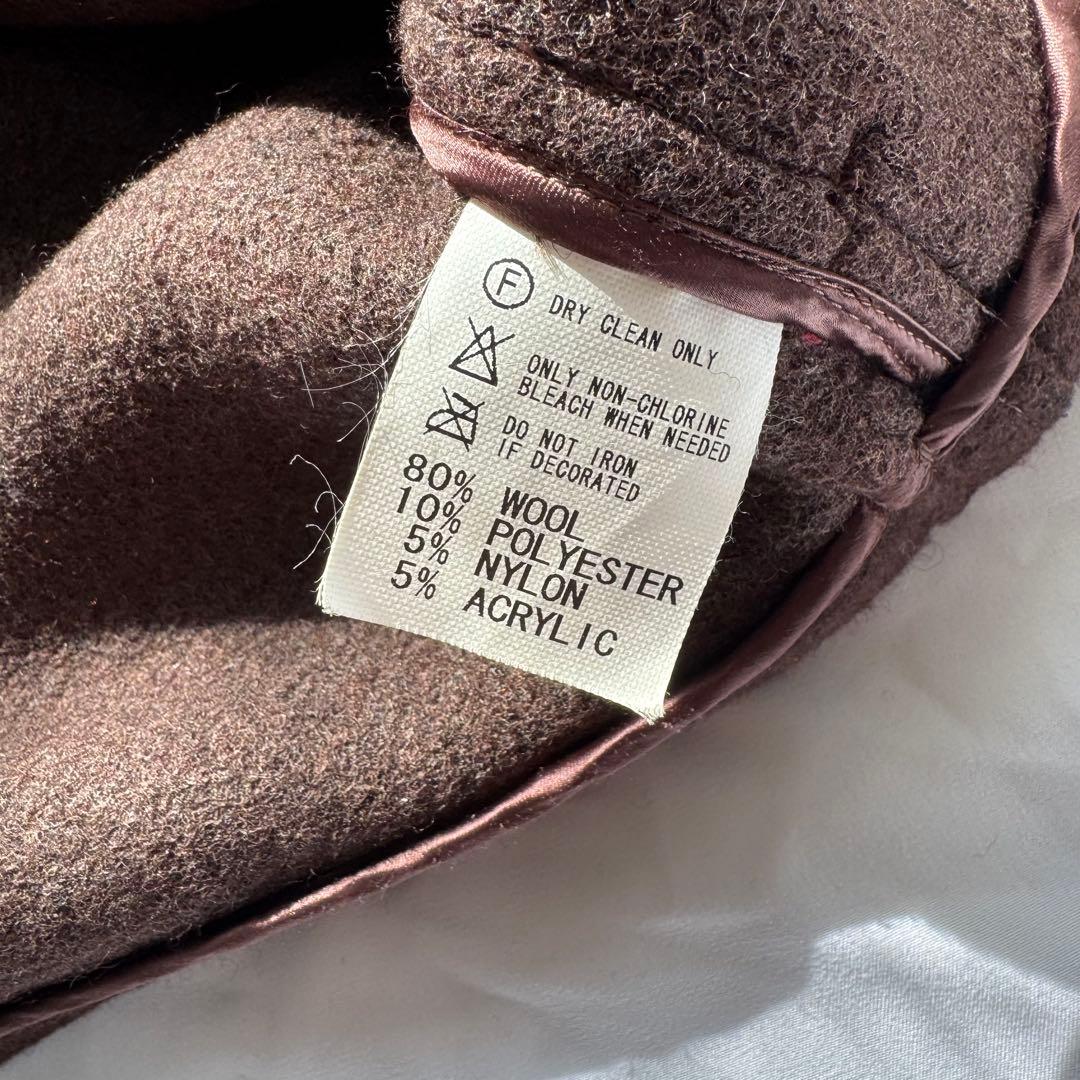 F DRY CLEAN ONLY
ONLY NON-CHLORINE
BLEACH WHEN NEEDED
DO NOT IRON
IF DECORATED
80% WOOL
10% POLYESTER
5% NYLON
5% ACRYLIC